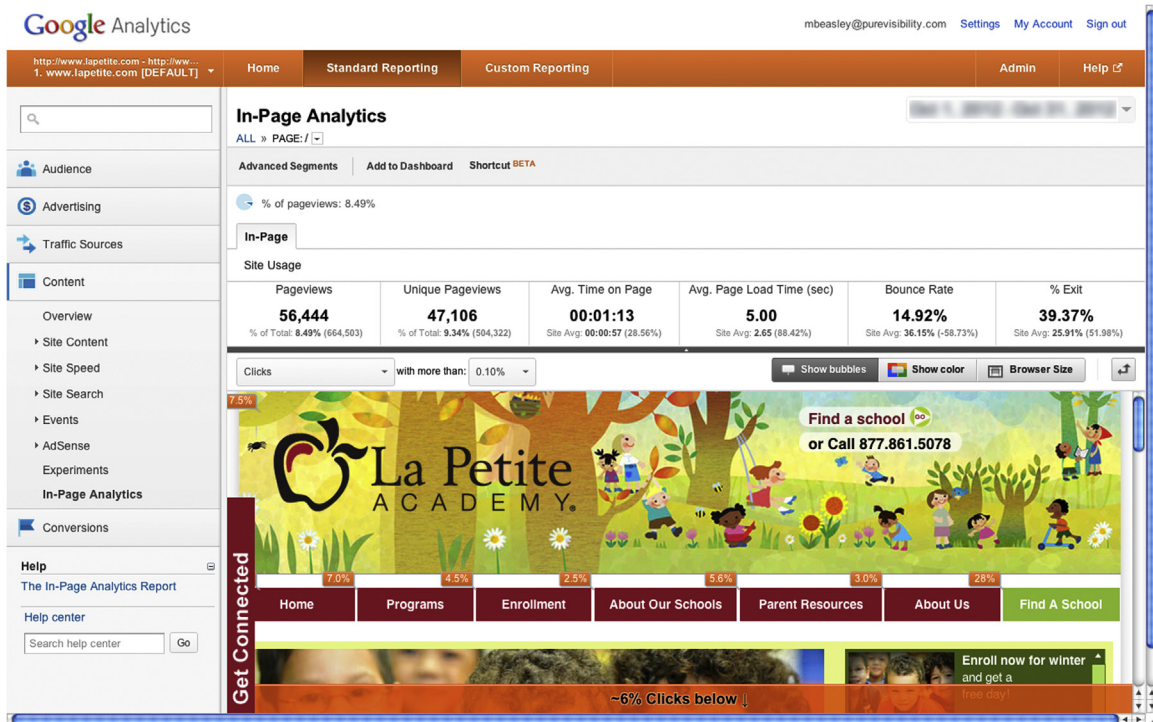 Google Analytics
mbeasley@purevisibility.com Settings My Account Sign out
http://www.lapetite.com - http://ww...
1. www.lapetite.com [DEFAULT]
Home Standard Reporting Custom Reporting Admin Help
In-Page Analytics
ALL » PAGE: /
Advanced Segments Add to Dashboard Shortcut BETA
% of pageviews: 8.49%
In-Page
Site Usage
Pageviews Unique Pageviews Avg. Time on Page Avg. Page Load Time (sec) Bounce Rate % Exit
56,444 47,106 00:01:13 5.00 14.92% 39.37%
% of Total: 8.49% (664,503) % of Total: 9.34% (504,322) Site Avg: 00:00:57 (28.56%) Site Avg: 2.65 (88.42%) Site Avg: 36.15% (-58.73%) Site Avg: 25.91% (51.98%)
Clicks with more than: 0.10% Show bubbles Show color Browser Size
Audience
Advertising
Traffic Sources
Content
Overview
Site Content
Site Speed
Site Search
Events
AdSense
Experiments
In-Page Analytics
Conversions
Help
The In-Page Analytics Report
Help center
Search help center Go
7.5%
Find a school GO
or Call 877.861.5078
La Petite
ACADEMY®
Get Connected
7.0% 4.5% 2.5% 5.6% 3.0% 28%
Home Programs Enrollment About Our Schools Parent Resources About Us Find A School
Enroll now for winter
and get a
free day!
~6% Clicks below ↓